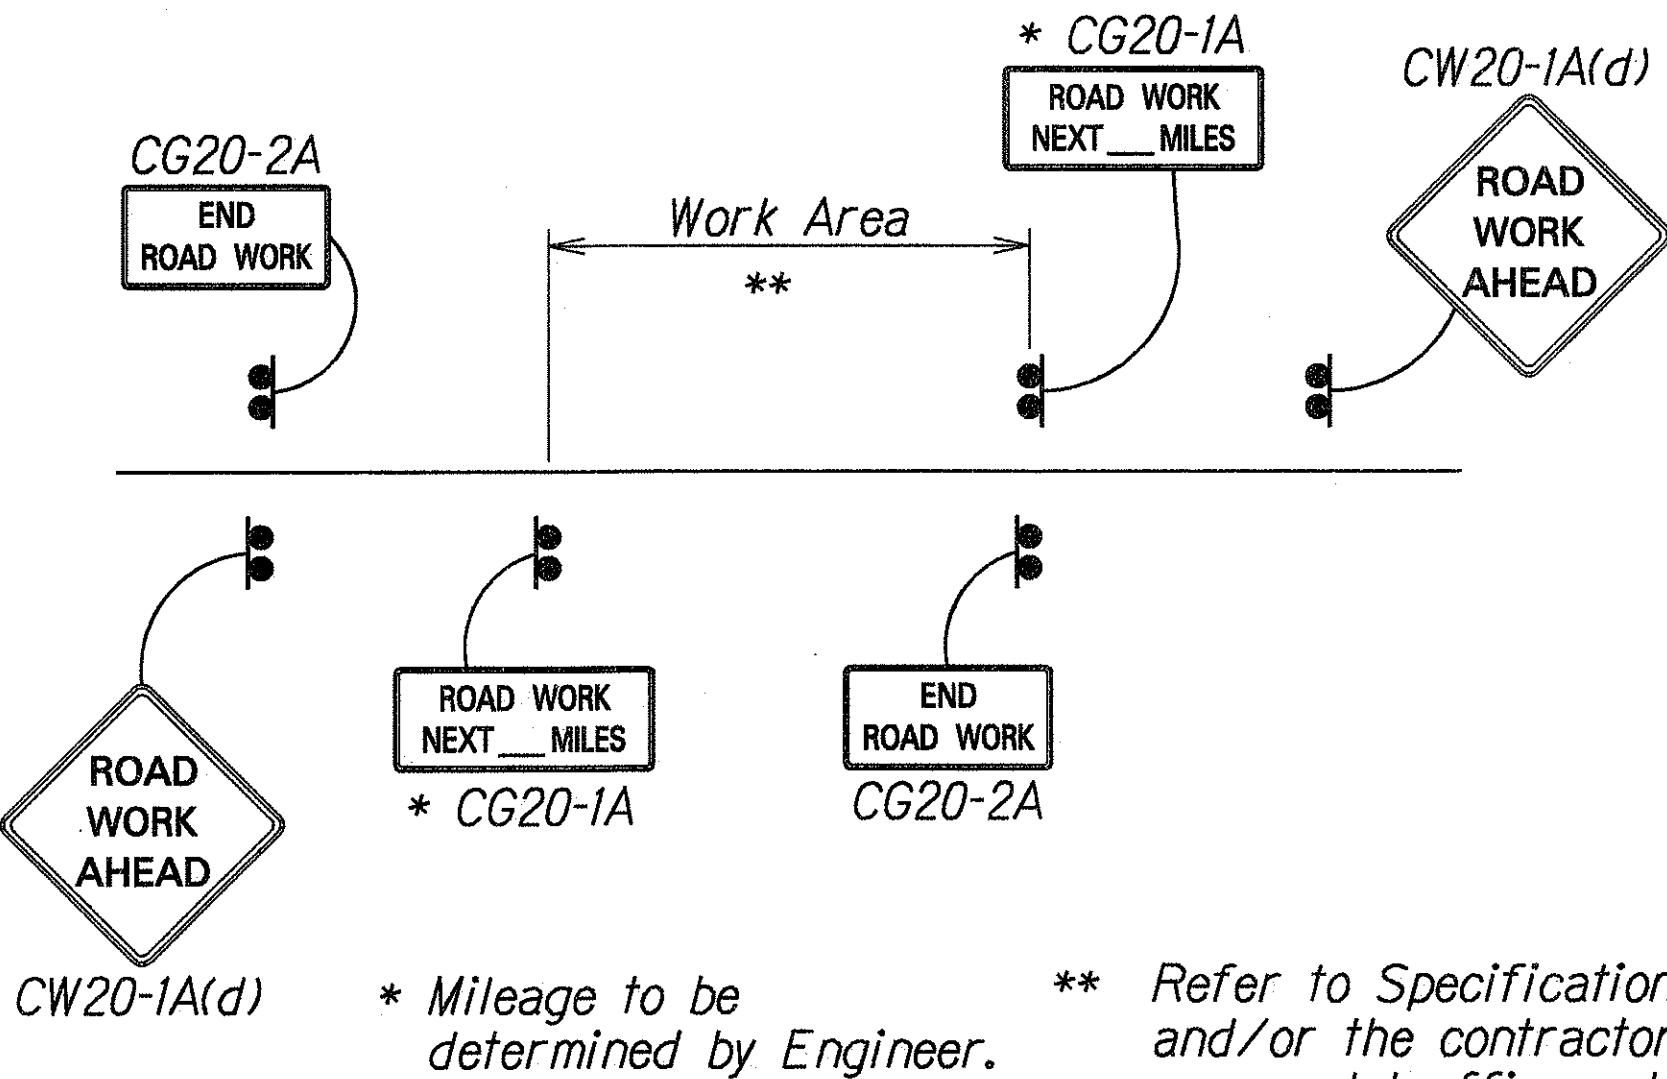 * CG20-1A
ROAD WORK
NEXT ___ MILES
CW20-1A(d)
ROAD
WORK
AHEAD
CG20-2A
END
ROAD WORK
Work Area
**
ROAD WORK
NEXT ___ MILES
* CG20-1A
END
ROAD WORK
CG20-2A
ROAD
WORK
AHEAD
CW20-1A(d)
* Mileage to be
determined by Engineer.
** Refer to Specification
and/or the contractor